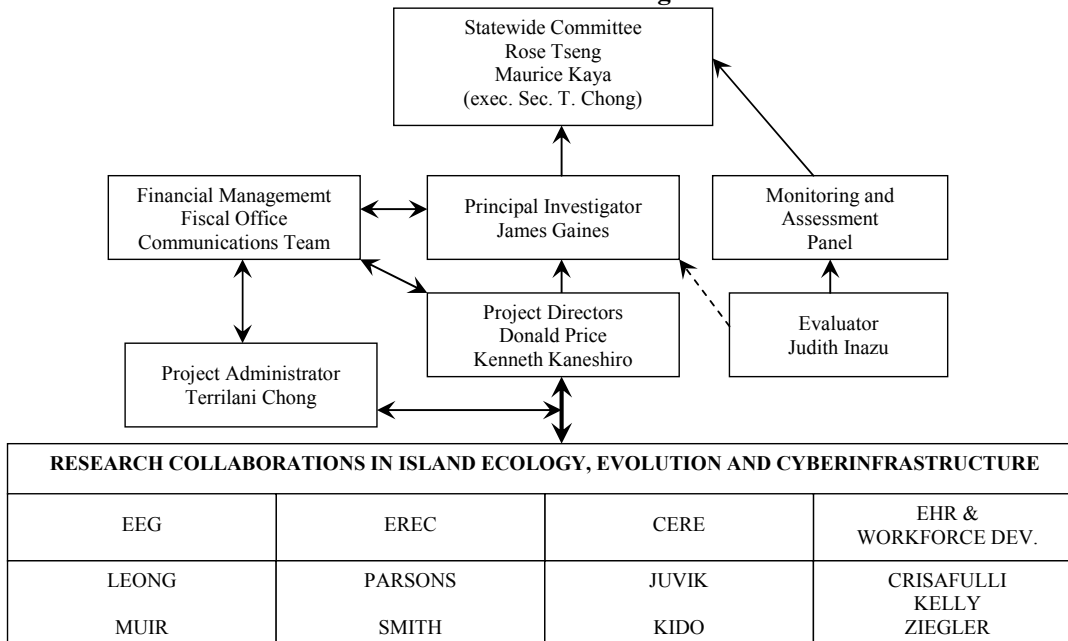 Statewide Committee
Rose Tseng
Maurice Kaya
(exec. Sec. T. Chong)
Financial Managememt
Fiscal Office
Communications Team
Principal Investigator
James Gaines
Monitoring and
Assessment
Panel
Project Directors
Donald Price
Kenneth Kaneshiro
Evaluator
Judith Inazu
Project Administrator
Terrilani Chong
RESEARCH COLLABORATIONS IN ISLAND ECOLOGY, EVOLUTION AND CYBERINFRASTRUCTURE
EEG
EREC
CERE
EHR &
WORKFORCE DEV.
LEONG
MUIR
PARSONS
SMITH
JUVIK
KIDO
CRISAFULLI
KELLY
ZIEGLER